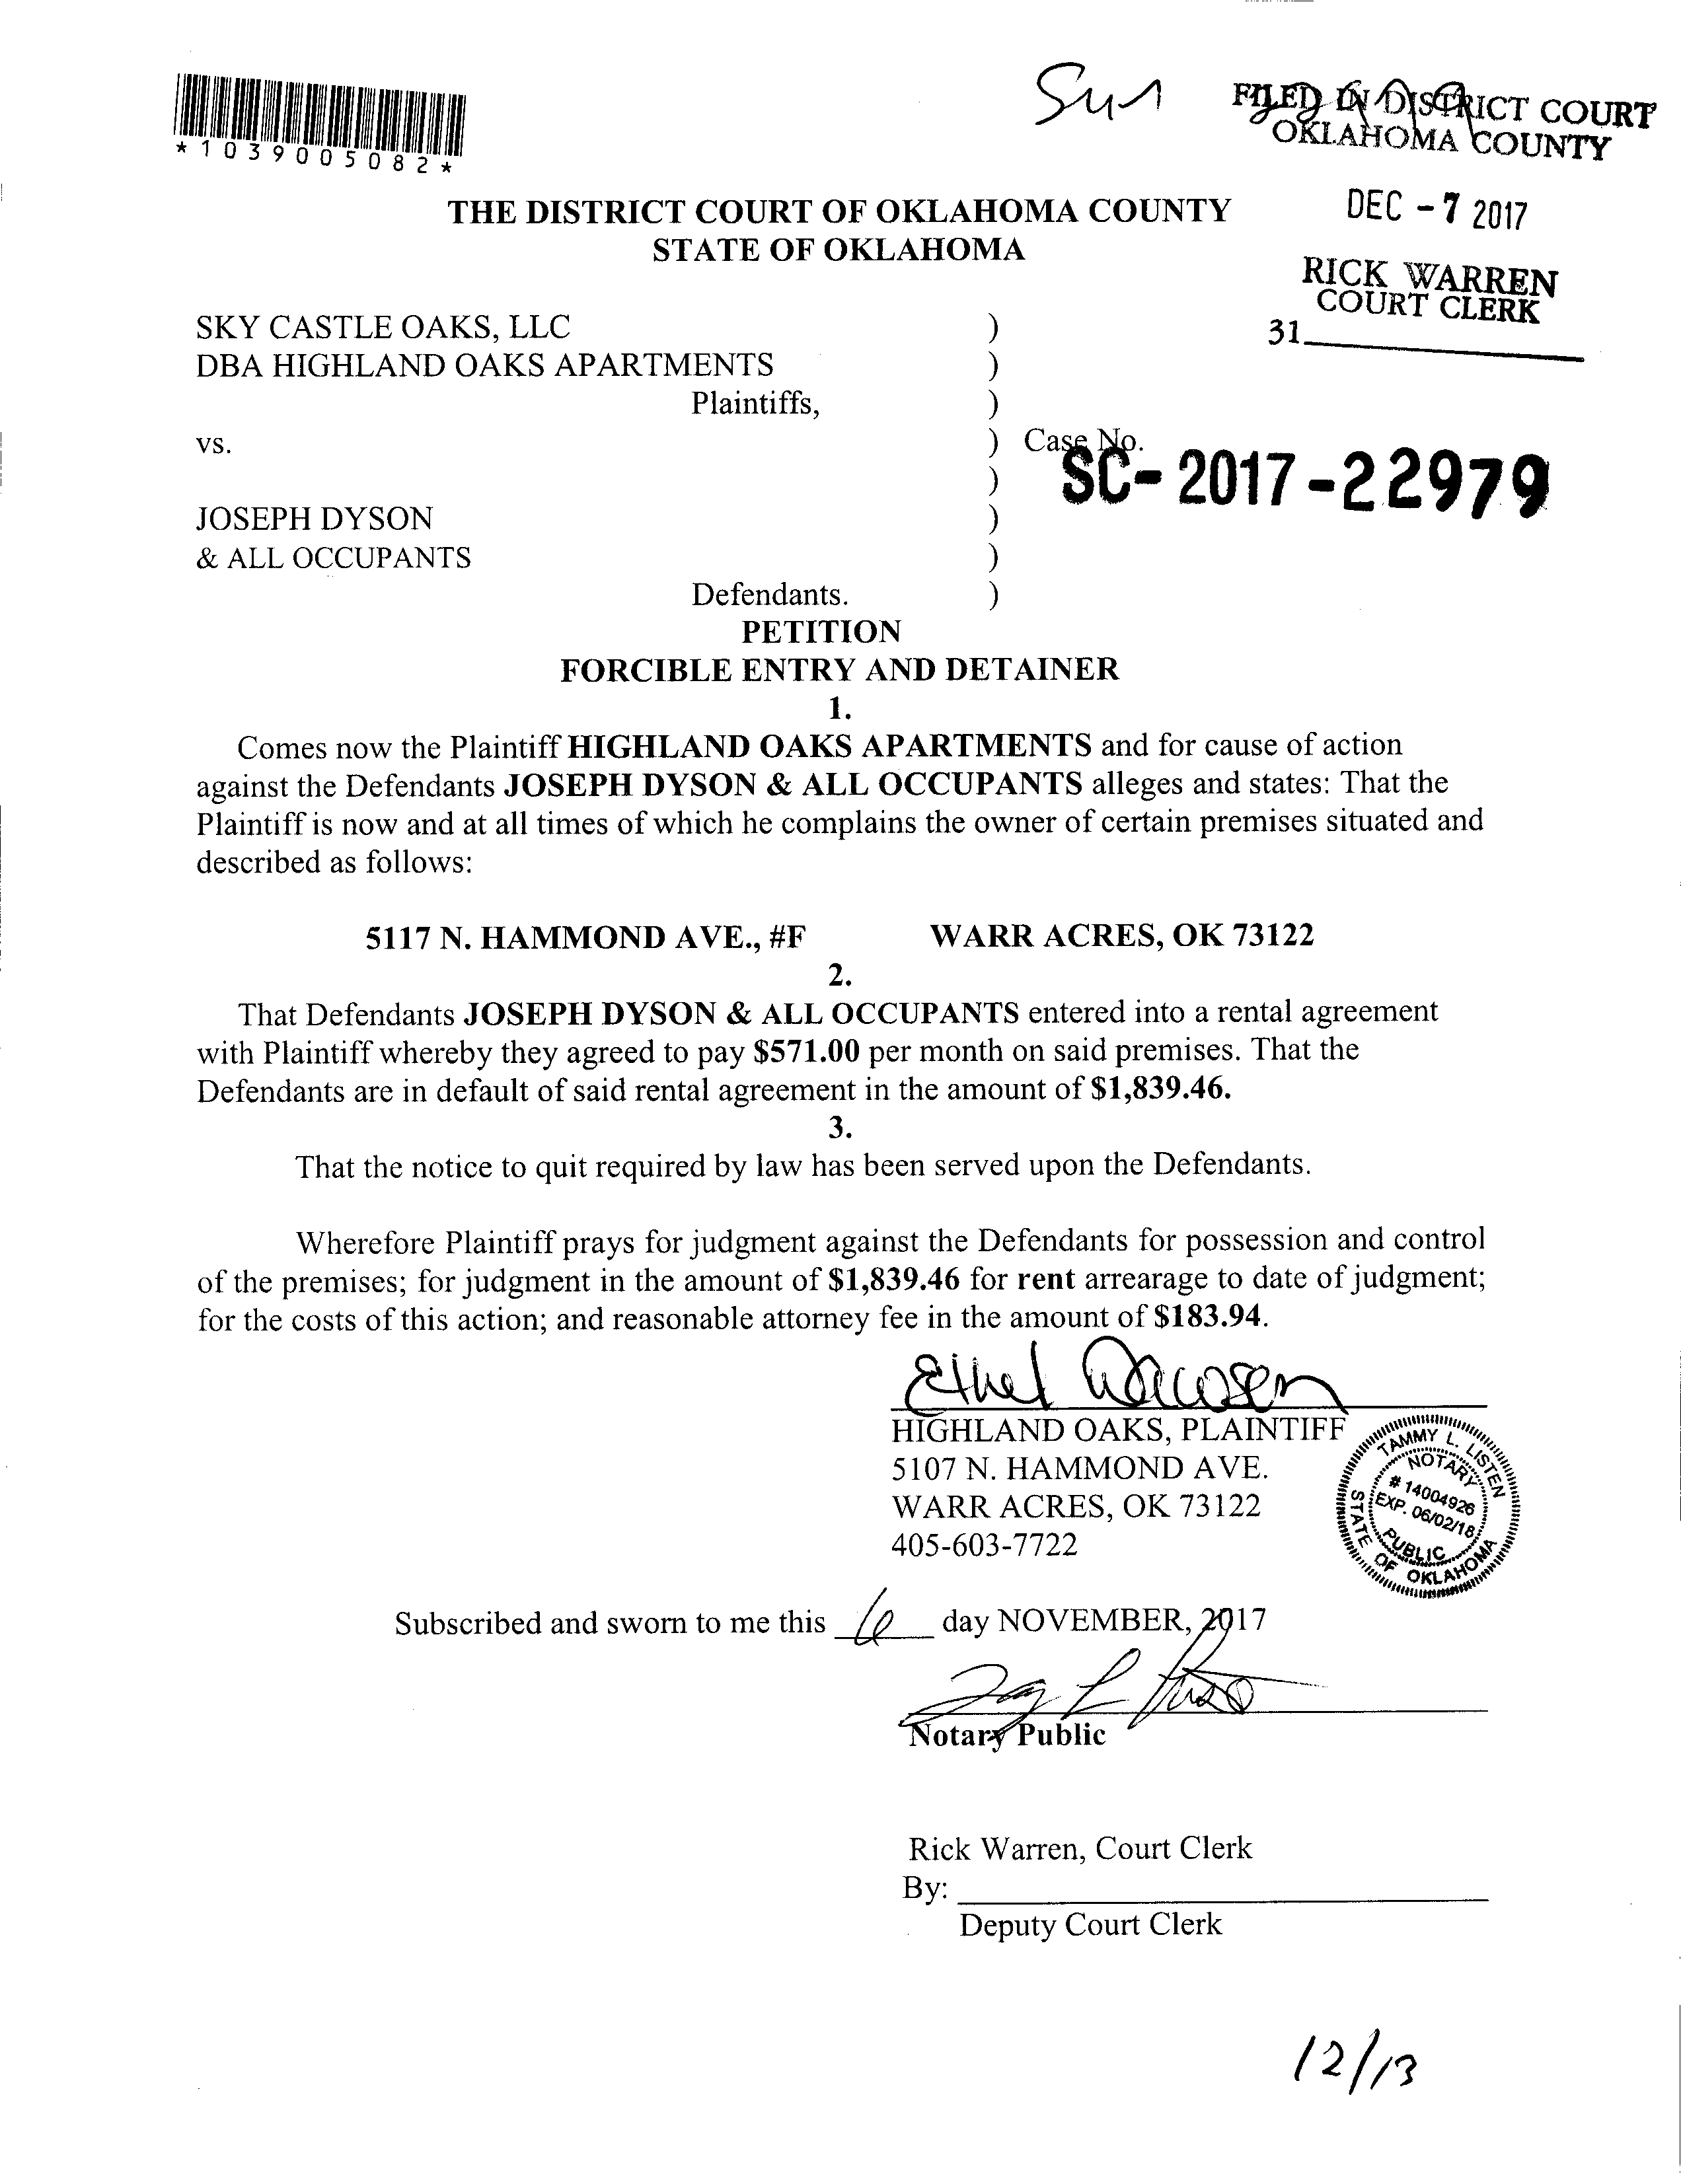 *1039005082*
FILED IN DISTRICT COURT
OKLAHOMA COUNTY
DEC -7 2017
RICK WARREN
COURT CLERK
31
THE DISTRICT COURT OF OKLAHOMA COUNTY
STATE OF OKLAHOMA
SKY CASTLE OAKS, LLC )
DBA HIGHLAND OAKS APARTMENTS )
Plaintiffs, )
vs. ) Case No.
) SC-2017-22979
JOSEPH DYSON )
& ALL OCCUPANTS )
Defendants. )
PETITION
FORCIBLE ENTRY AND DETAINER
1.
Comes now the Plaintiff HIGHLAND OAKS APARTMENTS and for cause of action
against the Defendants JOSEPH DYSON & ALL OCCUPANTS alleges and states: That the
Plaintiff is now and at all times of which he complains the owner of certain premises situated and
described as follows:
5117 N. HAMMOND AVE., #F WARR ACRES, OK 73122
2.
That Defendants JOSEPH DYSON & ALL OCCUPANTS entered into a rental agreement
with Plaintiff whereby they agreed to pay $571.00 per month on said premises. That the
Defendants are in default of said rental agreement in the amount of $1,839.46.
3.
That the notice to quit required by law has been served upon the Defendants.
Wherefore Plaintiff prays for judgment against the Defendants for possession and control
of the premises; for judgment in the amount of $1,839.46 for rent arrearage to date of judgment;
for the costs of this action; and reasonable attorney fee in the amount of $183.94.
Ethel
HIGHLAND OAKS, PLAINTIFF
5107 N. HAMMOND AVE.
WARR ACRES, OK 73122
405-603-7722
TAMMY L. LISTEN
NOTARY
# 14004926
EXP. 06/02/18
PUBLIC
STATE OF OKLAHOMA
Subscribed and sworn to me this 6 day NOVEMBER, 2017
Notary Public
Rick Warren, Court Clerk
By:
Deputy Court Clerk
12/13